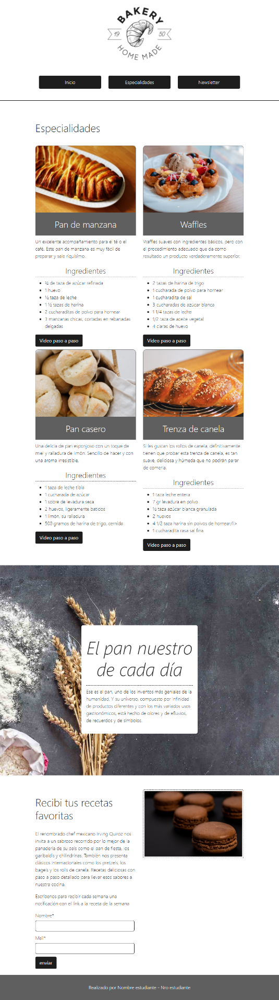 BAKERY
19 50
HOME MADE
Inicio
Especialidades
Newsletter
Especialidades
Pan de manzana
Un excelente acompañamiento para el té o el
café. Este pan de manzana es muy fácil de
preparar y sale riquísimo.
Ingredientes
¾ de taza de azúcar refinada
1 huevo
½ taza de leche
1 ½ tazas de harina
2 cucharaditas de polvo para hornear
3 manzanas chicas, cortadas en rebanadas
delgadas
Video paso a paso
Waffles
Waffles suaves con ingredientes básicos, pero con
el procedimiento adecuado que da como
resultado un producto verdaderamente superior.
Ingredientes
2 tazas de harina de trigo
1 cucharada de polvo para hornear
1 cucharadita de sal
3 cucharadas de azúcar blanca
1 1/4 tazas de leche
1/2 taza de aceite vegetal
4 claras de huevo
Video paso a paso
Pan casero
Una delicia de pan esponjoso con un toque de
miel y ralladura de limón. Sencillo de hacer y con
una aroma irresistible.
Ingredientes
1 taza de leche tibia
1 cucharada de azúcar
1 sobre de levadura seca
2 huevos, ligeramente batidos
1 limón, su ralladura
500 gramos de harina de trigo, cernida
Video paso a paso
Trenza de canela
Si les gustan los rollos de canela, definitivamente
tienen que probar esta trenza de canela, es tan
suave, deliciosa y húmeda que no podrán parar
de comerla.
Ingredientes
1 taza leche entera
7 gr levadura en polvo
½ taza azúcar blanca granulada
2 huevos
4 1/2 taza harina sin polvos de hornear/li>
1 cucharadita rasa sal fina
Video paso a paso
El pan nuestro
de cada día
Ese es el pan, uno de los inventos más geniales de la
humanidad. Y su universo, compuesto por infinidad
de productos diferentes y con los más variados usos
gastronómicos, está hecho de olores y de efluvios,
de recuerdos y de símbolos.
Recibi tus recetas
favoritas
El renombrado chef mexicano Irving Quiroz nos
invita a un sabroso recorrido por lo mejor de la
panadería de su país como el pan de fiesta, los
garibaldis y chilindrinas. También nos presenta
clásicos internacionales como los pretzels, los
bagels y los rolls de canela. Recetas deliciosas con
paso a paso detallado para llevar esos sabores a
nuestra cocina.
Escríbenos para recibir cada semana una
notificación con el link a la receta de la semana
Nombre*
Mail*
enviar
Realizado por Nombre estudiante - Nro estudiante